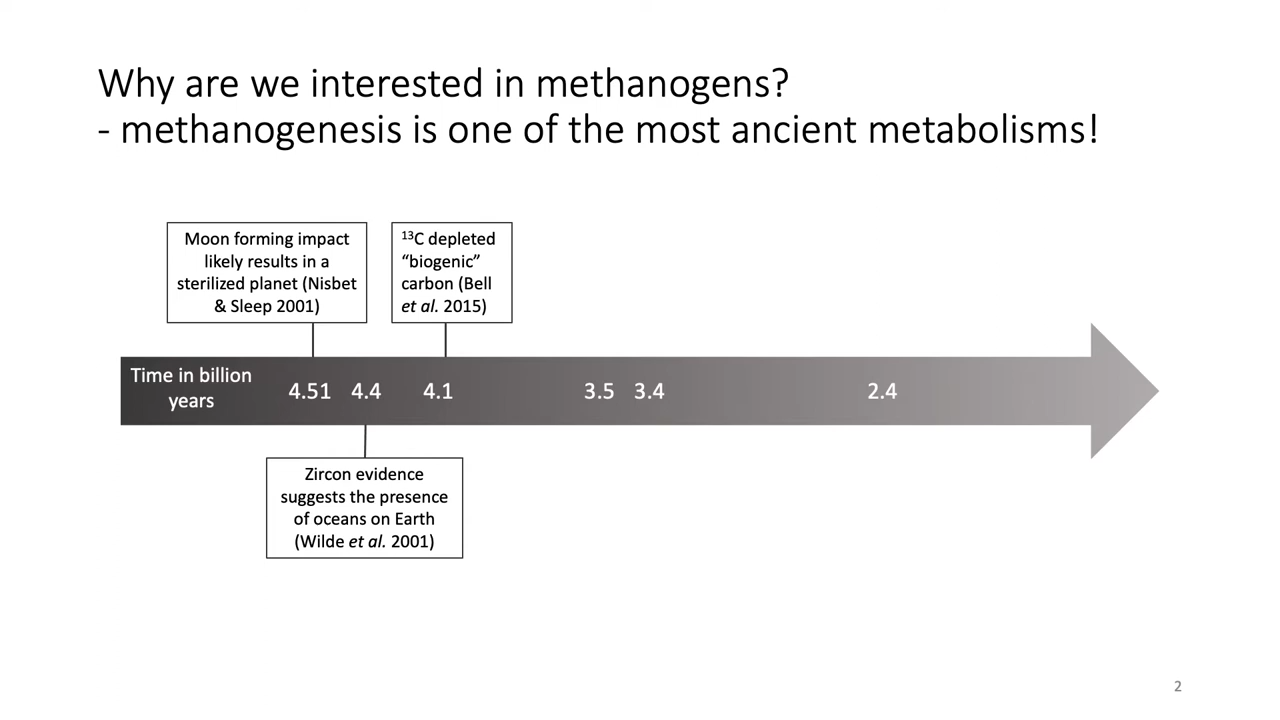 Why are we interested in methanogens?
- methanogenesis is one of the most ancient metabolisms!
Moon forming impact
likely results in a
sterilized planet (Nisbet
& Sleep 2001)
¹³C depleted
“biogenic”
carbon (Bell
et al. 2015)
Time in billion
years
4.51 4.4 4.1 3.5 3.4 2.4
Zircon evidence
suggests the presence
of oceans on Earth
(Wilde et al. 2001)
2